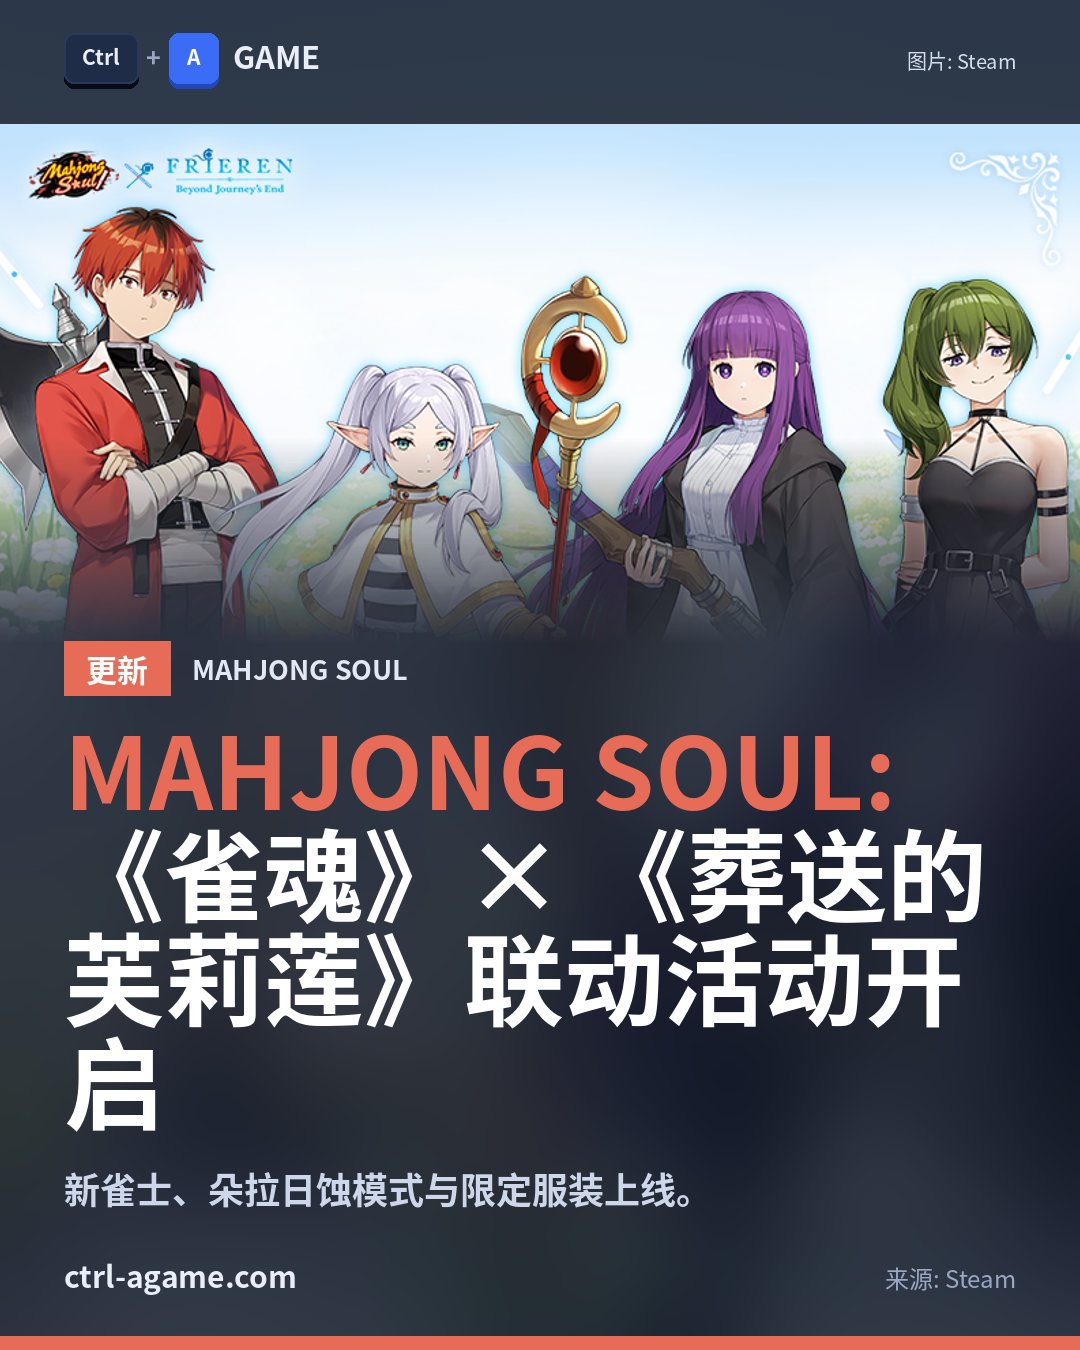 Ctrl + A GAME
图片: Steam
Mahjong Soul! × FRIEREN
Beyond Journey's End
更新 MAHJONG SOUL
MAHJONG SOUL:
《雀魂》 × 《葬送的
芙莉莲》联动活动开
启
新雀士、朵拉日蚀模式与限定服装上线。
ctrl-agame.com
来源: Steam